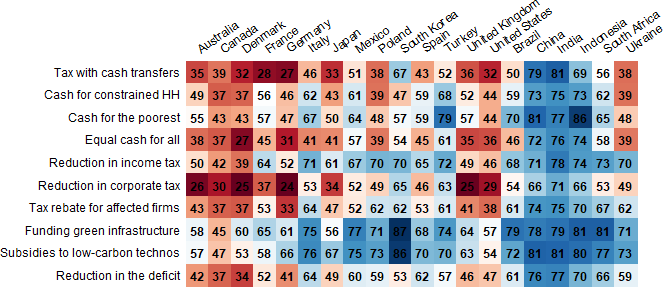 Australia
Canada
Denmark
France
Germany
Italy
Japan
Mexico
Poland
South Korea
Spain
Turkey
United Kingdom
United States
Brazil
China
India
Indonesia
South Africa
Ukraine
Tax with cash transfers 35 39 32 28 27 46 33 51 38 67 43 52 36 32 50 79 81 69 56 38
Cash for constrained HH 49 37 37 56 46 62 43 61 39 47 59 68 52 44 59 73 75 73 62 39
Cash for the poorest 55 43 43 57 47 67 50 64 48 57 59 79 57 44 70 81 77 86 65 48
Equal cash for all 38 37 27 45 31 41 41 57 39 54 45 61 35 36 44 72 76 74 58 39
Reduction in income tax 50 42 39 64 52 71 61 67 70 70 65 72 49 46 68 71 78 74 73 70
Reduction in corporate tax 26 30 25 37 24 53 34 52 49 65 46 63 25 29 54 66 71 66 53 49
Tax rebate for affected firms 43 37 37 53 33 61 47 52 62 62 53 61 41 38 61 74 75 70 67 62
Funding green infrastructure 58 45 60 65 61 75 56 77 71 87 68 74 64 57 79 78 79 81 81 71
Subsidies to low-carbon technos 57 47 53 58 66 76 67 75 73 86 70 70 63 54 72 81 81 80 77 73
Reduction in the deficit 42 37 34 52 41 64 49 60 59 53 62 57 46 47 61 76 77 70 66 59